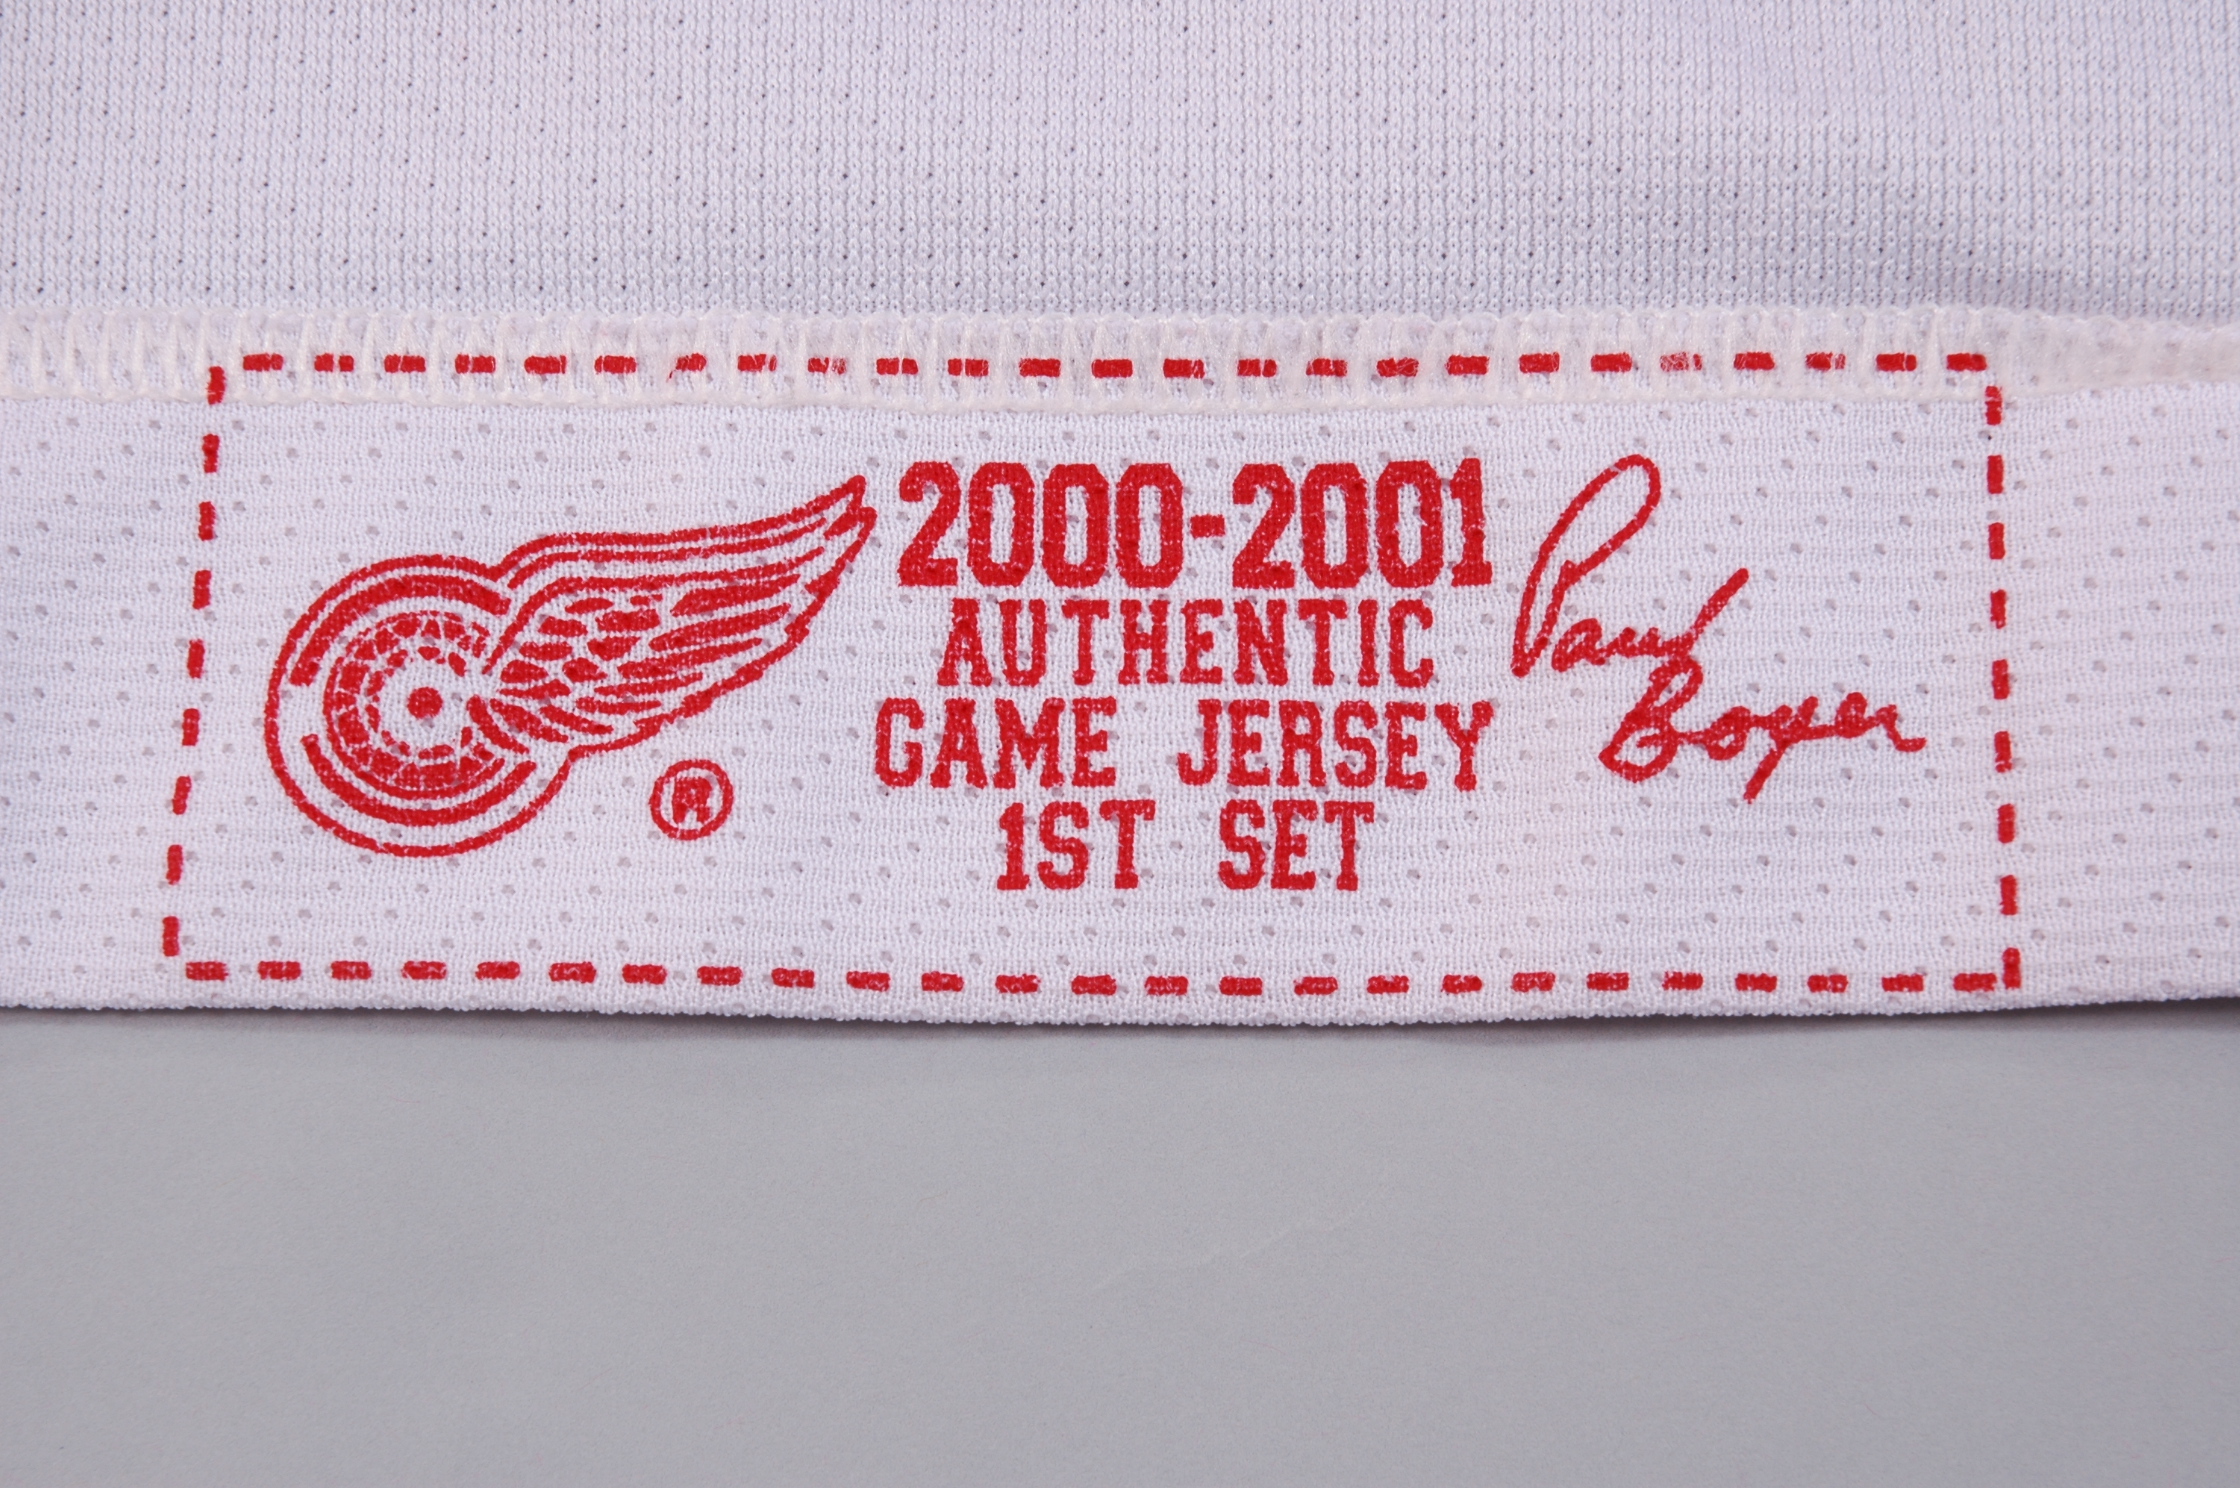 2000-2001
AUTHENTIC
GAME JERSEY
1ST SET
Paul
Boyer
®